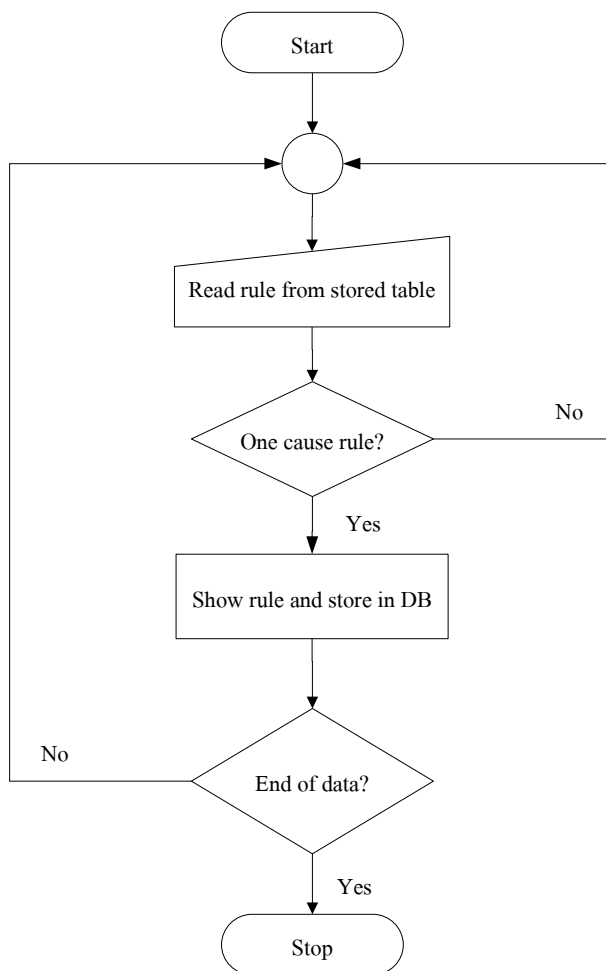 Start
Read rule from stored table
One cause rule?
No
Yes
Show rule and store in DB
No
End of data?
Yes
Stop